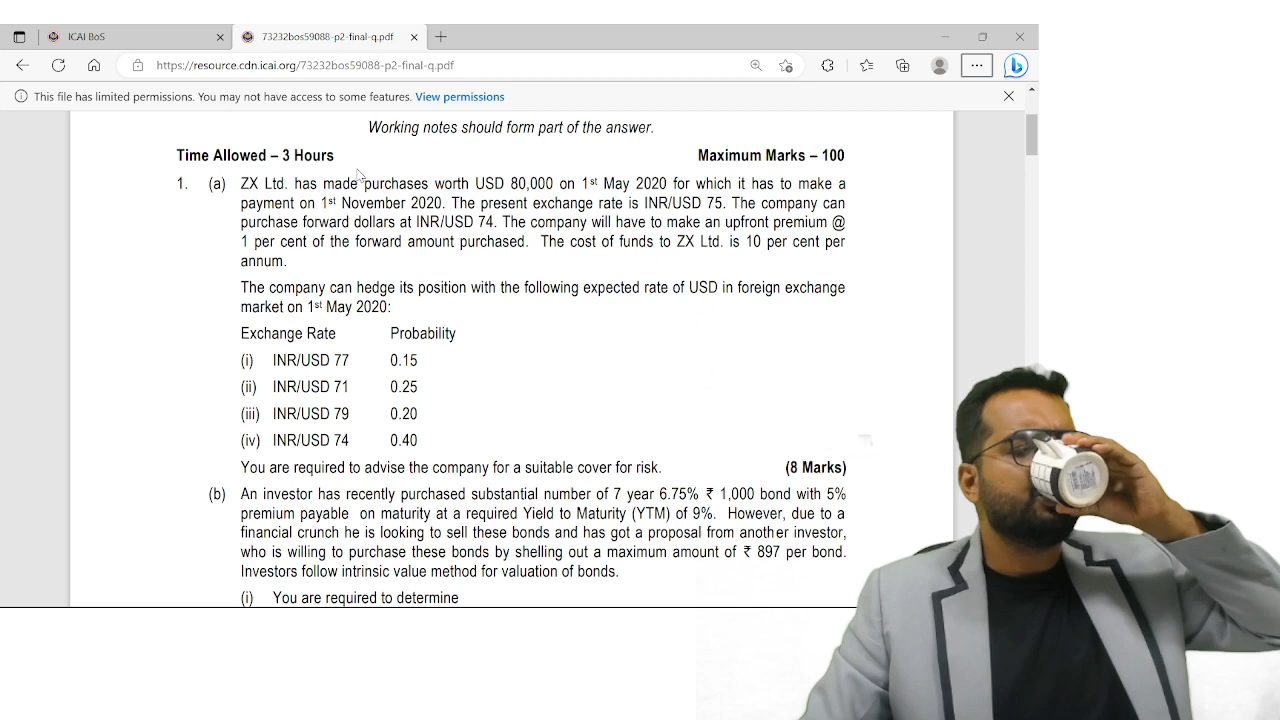 ICAI BoS
73232bos59088-p2-final-q.pdf
https://resource.cdn.icai.org/73232bos59088-p2-final-q.pdf
This file has limited permissions. You may not have access to some features. View permissions
Working notes should form part of the answer.
Time Allowed – 3 Hours Maximum Marks – 100
1. (a) ZX Ltd. has made purchases worth USD 80,000 on 1st May 2020 for which it has to make a
payment on 1st November 2020. The present exchange rate is INR/USD 75. The company can
purchase forward dollars at INR/USD 74. The company will have to make an upfront premium @
1 per cent of the forward amount purchased. The cost of funds to ZX Ltd. is 10 per cent per
annum.
The company can hedge its position with the following expected rate of USD in foreign exchange
market on 1st May 2020:
Exchange Rate Probability
(i) INR/USD 77 0.15
(ii) INR/USD 71 0.25
(iii) INR/USD 79 0.20
(iv) INR/USD 74 0.40
You are required to advise the company for a suitable cover for risk. (8 Marks)
(b) An investor has recently purchased substantial number of 7 year 6.75% ₹ 1,000 bond with 5%
premium payable on maturity at a required Yield to Maturity (YTM) of 9%. However, due to a
financial crunch he is looking to sell these bonds and has got a proposal from another investor,
who is willing to purchase these bonds by shelling out a maximum amount of ₹ 897 per bond.
Investors follow intrinsic value method for valuation of bonds.
(i) You are required to determine